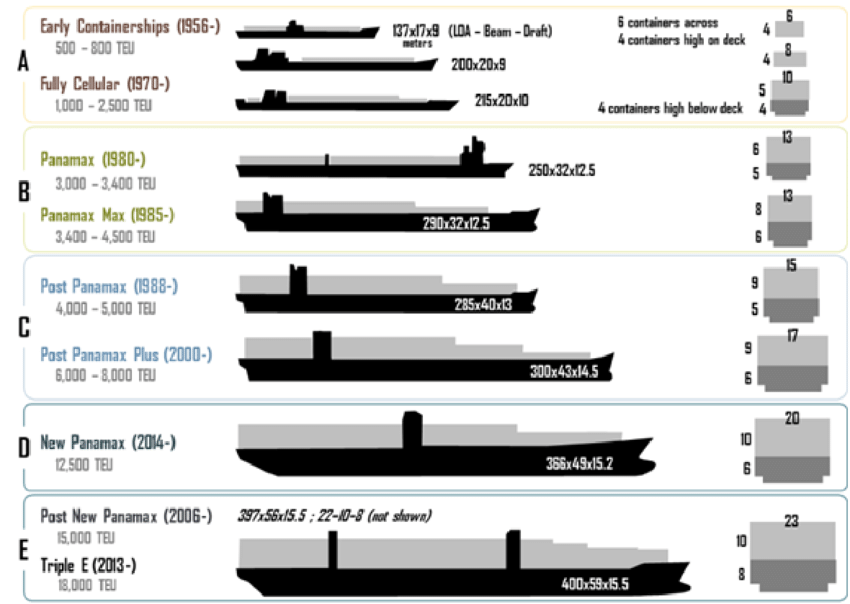 A
Early Containerships (1956-)
500 – 800 TEU
137x17x9 (LOA – Beam – Draft)
meters
200x20x9
Fully Cellular (1970-)
1,000 – 2,500 TEU
215x20x10
6 containers across
4 containers high on deck
4 containers high below deck
6
4
8
4
10
5
4
B
Panamax (1980-)
3,000 – 3,400 TEU
250x32x12.5
13
6
5
Panamax Max (1985-)
3,400 – 4,500 TEU
290x32x12.5
13
8
6
C
Post Panamax (1988-)
4,000 – 5,000 TEU
285x40x13
15
9
5
Post Panamax Plus (2000-)
6,000 – 8,000 TEU
300x43x14.5
17
9
6
D
New Panamax (2014-)
12,500 TEU
366x49x15.2
20
10
6
E
Post New Panamax (2006-)
15,000 TEU
397x56x15.5 ; 22-10-8 (not shown)
Triple E (2013-)
18,000 TEU
400x59x15.5
23
10
8